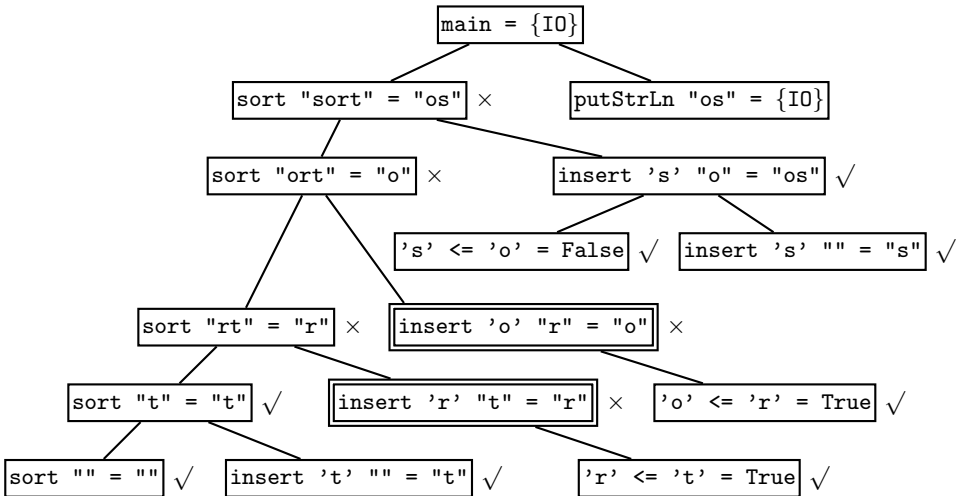 main = {IO}
sort "sort" = "os" × putStrLn "os" = {IO}
sort "ort" = "o" × insert 's' "o" = "os" √
's' <= 'o' = False √ insert 's' "" = "s" √
sort "rt" = "r" × insert 'o' "r" = "o" ×
sort "t" = "t" √ insert 'r' "t" = "r" × 'o' <= 'r' = True √
sort "" = "" √ insert 't' "" = "t" √ 'r' <= 't' = True √